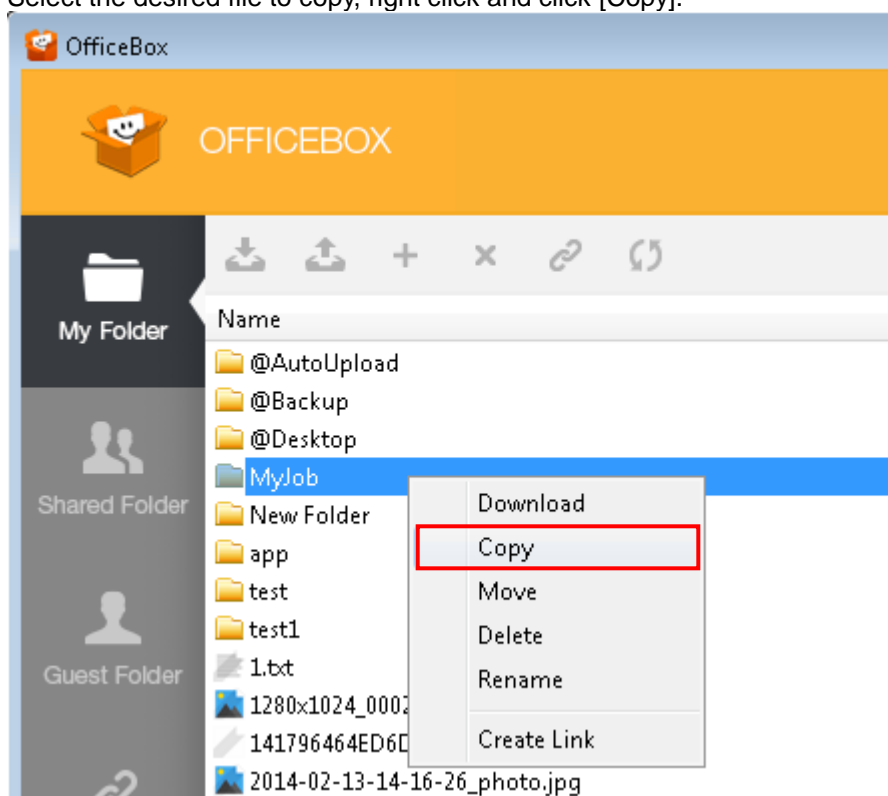 Select the desired file to copy, right click and click [Copy].
OfficeBox
OFFICEBOX
My Folder
Shared Folder
Guest Folder
Name
@AutoUpload
@Backup
@Desktop
MyJob
New Folder
app
test
test1
1.txt
1280x1024_0002
141796464ED6D
2014-02-13-14-16-26_photo.jpg
Download
Copy
Move
Delete
Rename
Create Link